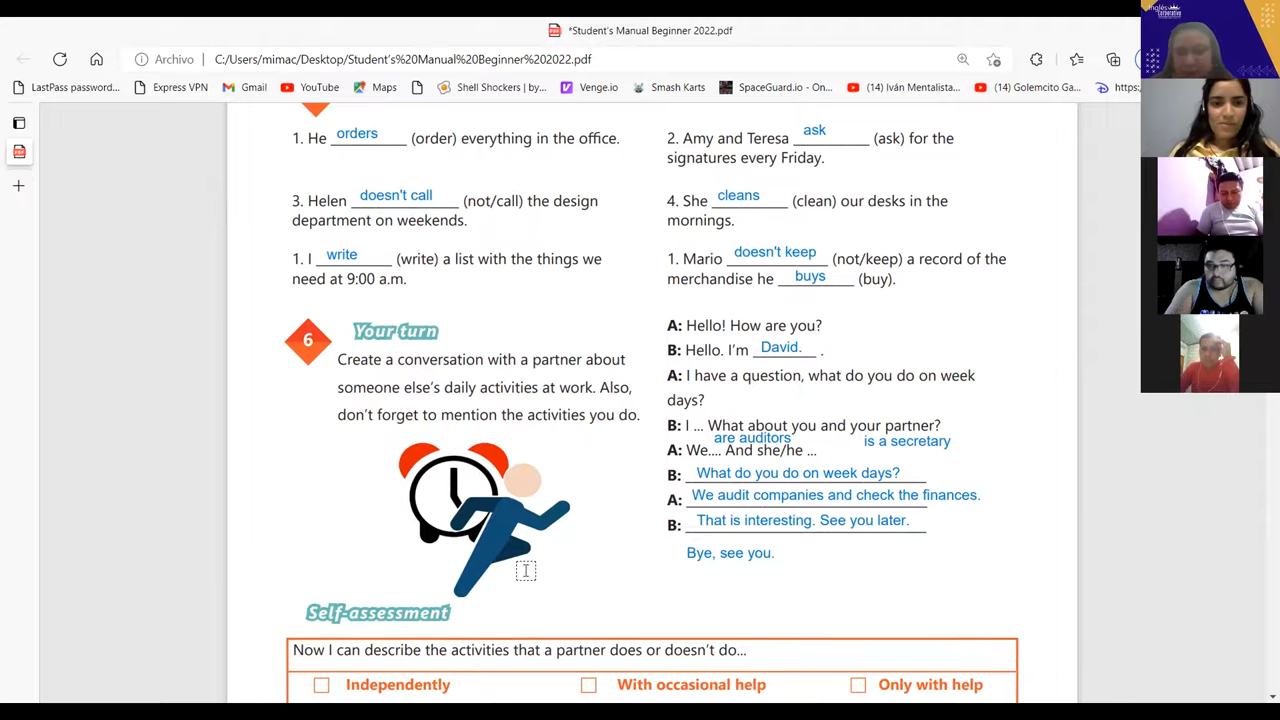 *Student's Manual Beginner 2022.pdf
Archivo C:/Users/mimac/Desktop/Student's%20Manual%20Beginner%202022.pdf
LastPass password... Express VPN Gmail YouTube Maps Shell Shockers | by... Venge.io Smash Karts SpaceGuard.io - On... (14) Iván Mentalista... (14) Golemcito Ga... https:
Inglés
Corporativo
1. He orders (order) everything in the office.
2. Amy and Teresa ask (ask) for the
signatures every Friday.
3. Helen doesn't call (not/call) the design
department on weekends.
4. She cleans (clean) our desks in the
mornings.
1. I write (write) a list with the things we
need at 9:00 a.m.
1. Mario doesn't keep (not/keep) a record of the
merchandise he buys (buy).
6 Your turn
Create a conversation with a partner about
someone else's daily activities at work. Also,
don't forget to mention the activities you do.
A: Hello! How are you?
B: Hello. I'm David. .
A: I have a question, what do you do on week
days?
B: I ... What about you and your partner?
are auditors is a secretary
A: We.... And she/he ...
B: What do you do on week days?
A: We audit companies and check the finances.
B: That is interesting. See you later.
Bye, see you.
Self-assessment
Now I can describe the activities that a partner does or doesn't do...
Independently With occasional help Only with help